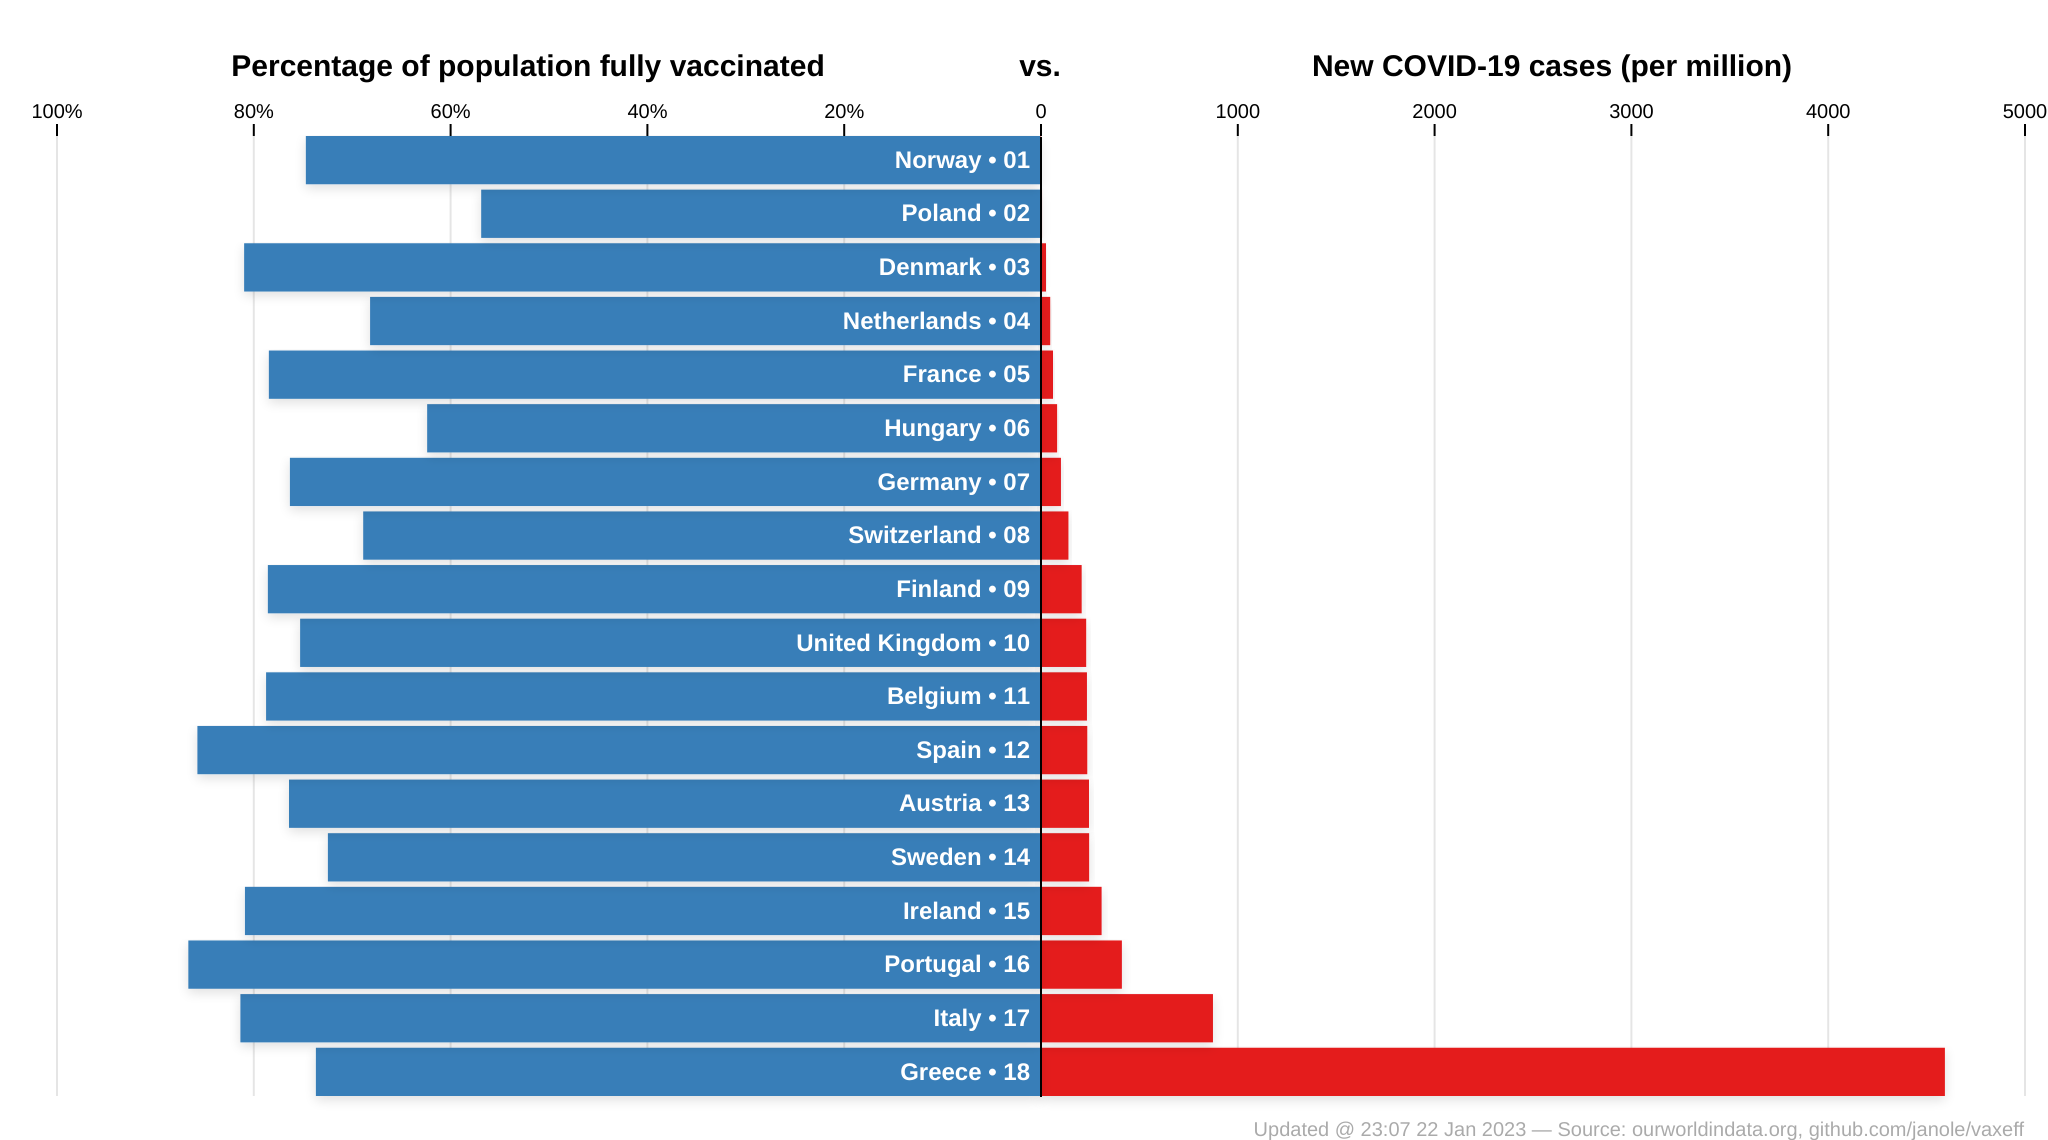 Percentage of population fully vaccinated vs. New COVID-19 cases (per million)
100% 80% 60% 40% 20% 0 1000 2000 3000 4000 5000
Norway • 01
Poland • 02
Denmark • 03
Netherlands • 04
France • 05
Hungary • 06
Germany • 07
Switzerland • 08
Finland • 09
United Kingdom • 10
Belgium • 11
Spain • 12
Austria • 13
Sweden • 14
Ireland • 15
Portugal • 16
Italy • 17
Greece • 18
Updated @ 23:07 22 Jan 2023 — Source: ourworldindata.org, github.com/janole/vaxeff